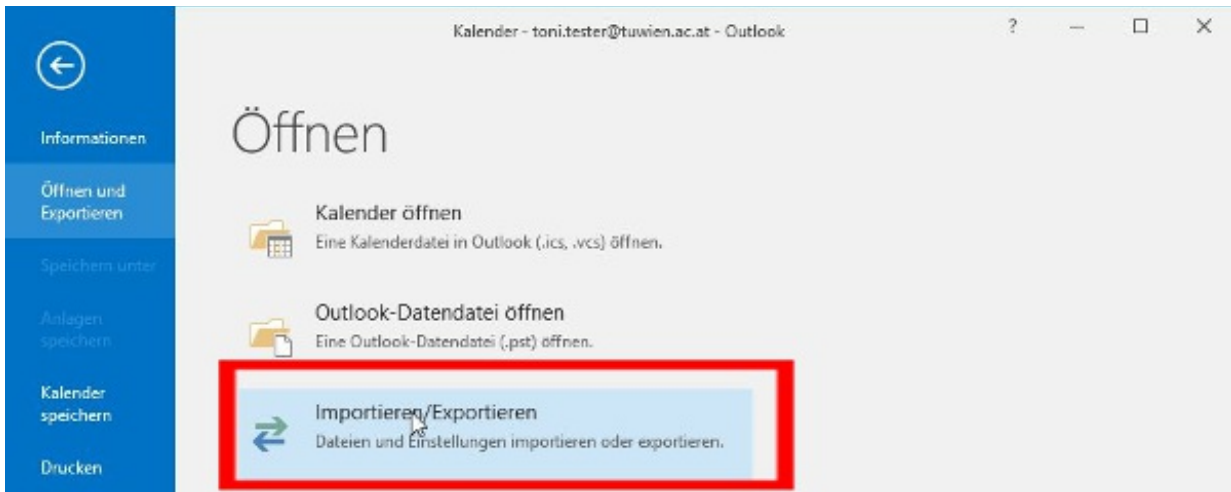 Kalender - toni.tester@tuwien.ac.at - Outlook
?
Informationen
Öffnen und
Exportieren
Speichern unter
Anlagen
speichern
Kalender
speichern
Drucken
Öffnen
Kalender öffnen
Eine Kalenderdatei in Outlook (.ics, .vcs) öffnen.
Outlook-Datendatei öffnen
Eine Outlook-Datendatei (.pst) öffnen.
Importieren/Exportieren
Dateien und Einstellungen importieren oder exportieren.